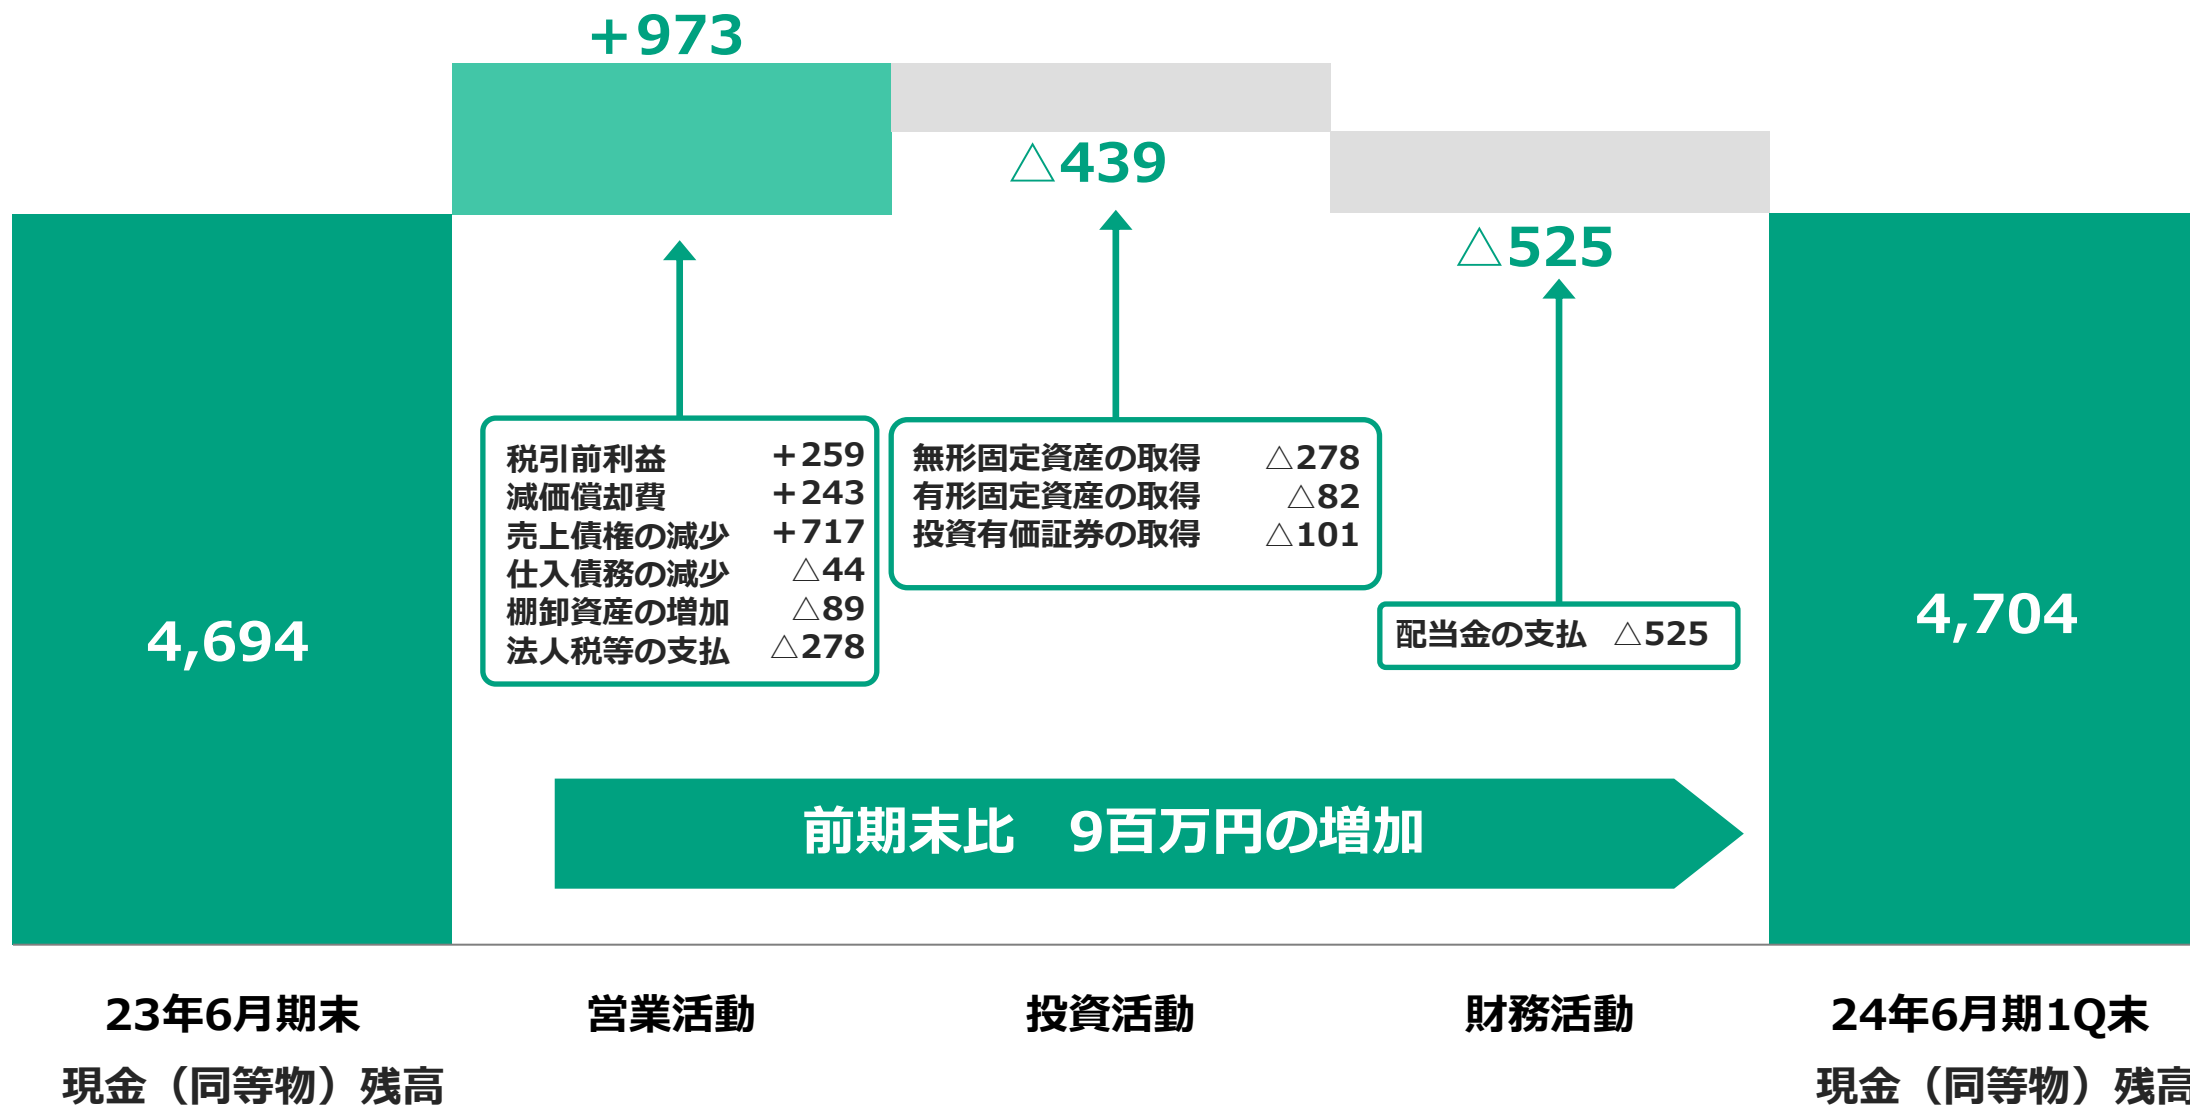 ＋973
△439
△525
税引前利益 ＋259
減価償却費 ＋243
売上債権の減少 ＋717
仕入債務の減少 △44
棚卸資産の増加 △89
法人税等の支払 △278
無形固定資産の取得 △278
有形固定資産の取得 △82
投資有価証券の取得 △101
配当金の支払 △525
4,694
4,704
前期末比　9百万円の増加
23年6月期末
現金（同等物）残高
営業活動
投資活動
財務活動
24年6月期1Q末
現金（同等物）残高